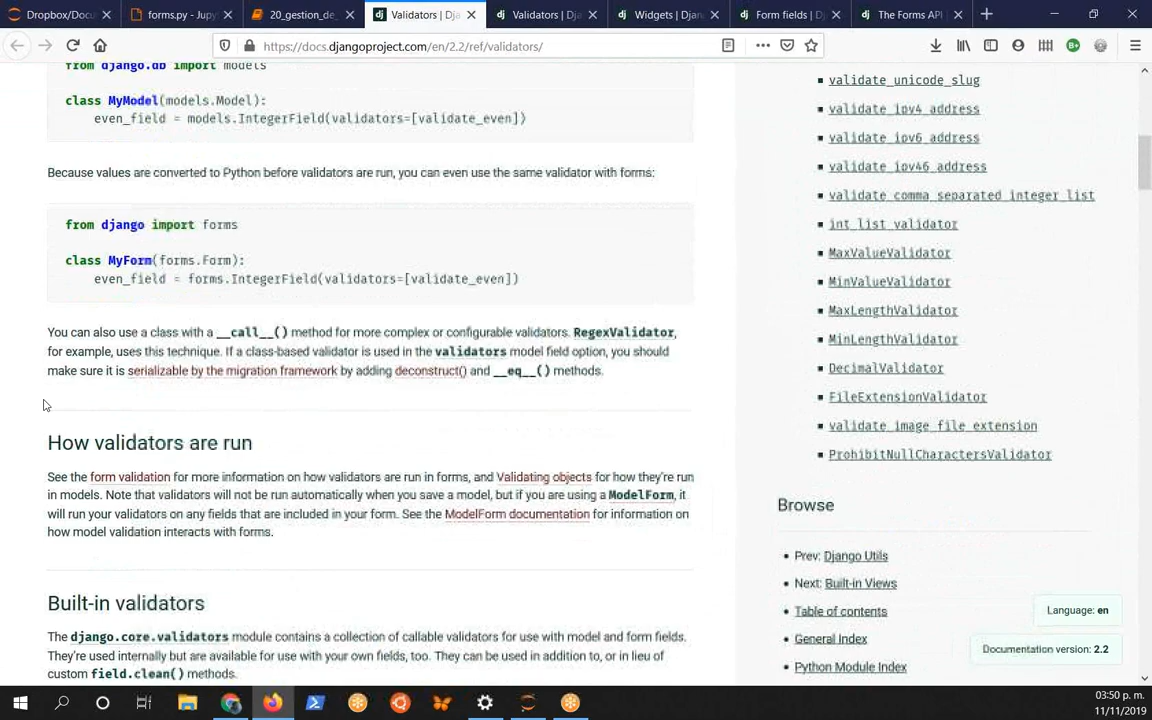 Dropbox/Docu
forms.py - Jupy
20_gestion_de_
Validators | Dja
Validators | Dja
Widgets | Djan
Form fields | D
The Forms API
https://docs.djangoproject.com/en/2.2/ref/validators/
from django.db import models
class MyModel(models.Model):
even_field = models.IntegerField(validators=[validate_even])
Because values are converted to Python before validators are run, you can even use the same validator with forms:
from django import forms
class MyForm(forms.Form):
even_field = forms.IntegerField(validators=[validate_even])
You can also use a class with a __call__() method for more complex or configurable validators. RegexValidator,
for example, uses this technique. If a class-based validator is used in the validators model field option, you should
make sure it is serializable by the migration framework by adding deconstruct() and __eq__() methods.
How validators are run
See the form validation for more information on how validators are run in forms, and Validating objects for how they're run
in models. Note that validators will not be run automatically when you save a model, but if you are using a ModelForm, it
will run your validators on any fields that are included in your form. See the ModelForm documentation for information on
how model validation interacts with forms.
Built-in validators
The django.core.validators module contains a collection of callable validators for use with model and form fields.
They're used internally but are available for use with your own fields, too. They can be used in addition to, or in lieu of
custom field.clean() methods.
validate_unicode_slug
validate_ipv4_address
validate_ipv6_address
validate_ipv46_address
validate_comma_separated_integer_list
int_list_validator
MaxValueValidator
MinValueValidator
MaxLengthValidator
MinLengthValidator
DecimalValidator
FileExtensionValidator
validate_image_file_extension
ProhibitNullCharactersValidator
Browse
Prev: Django Utils
Next: Built-in Views
Table of contents
General Index
Python Module Index
Language: en
Documentation version: 2.2
03:50 p. m.
11/11/2019